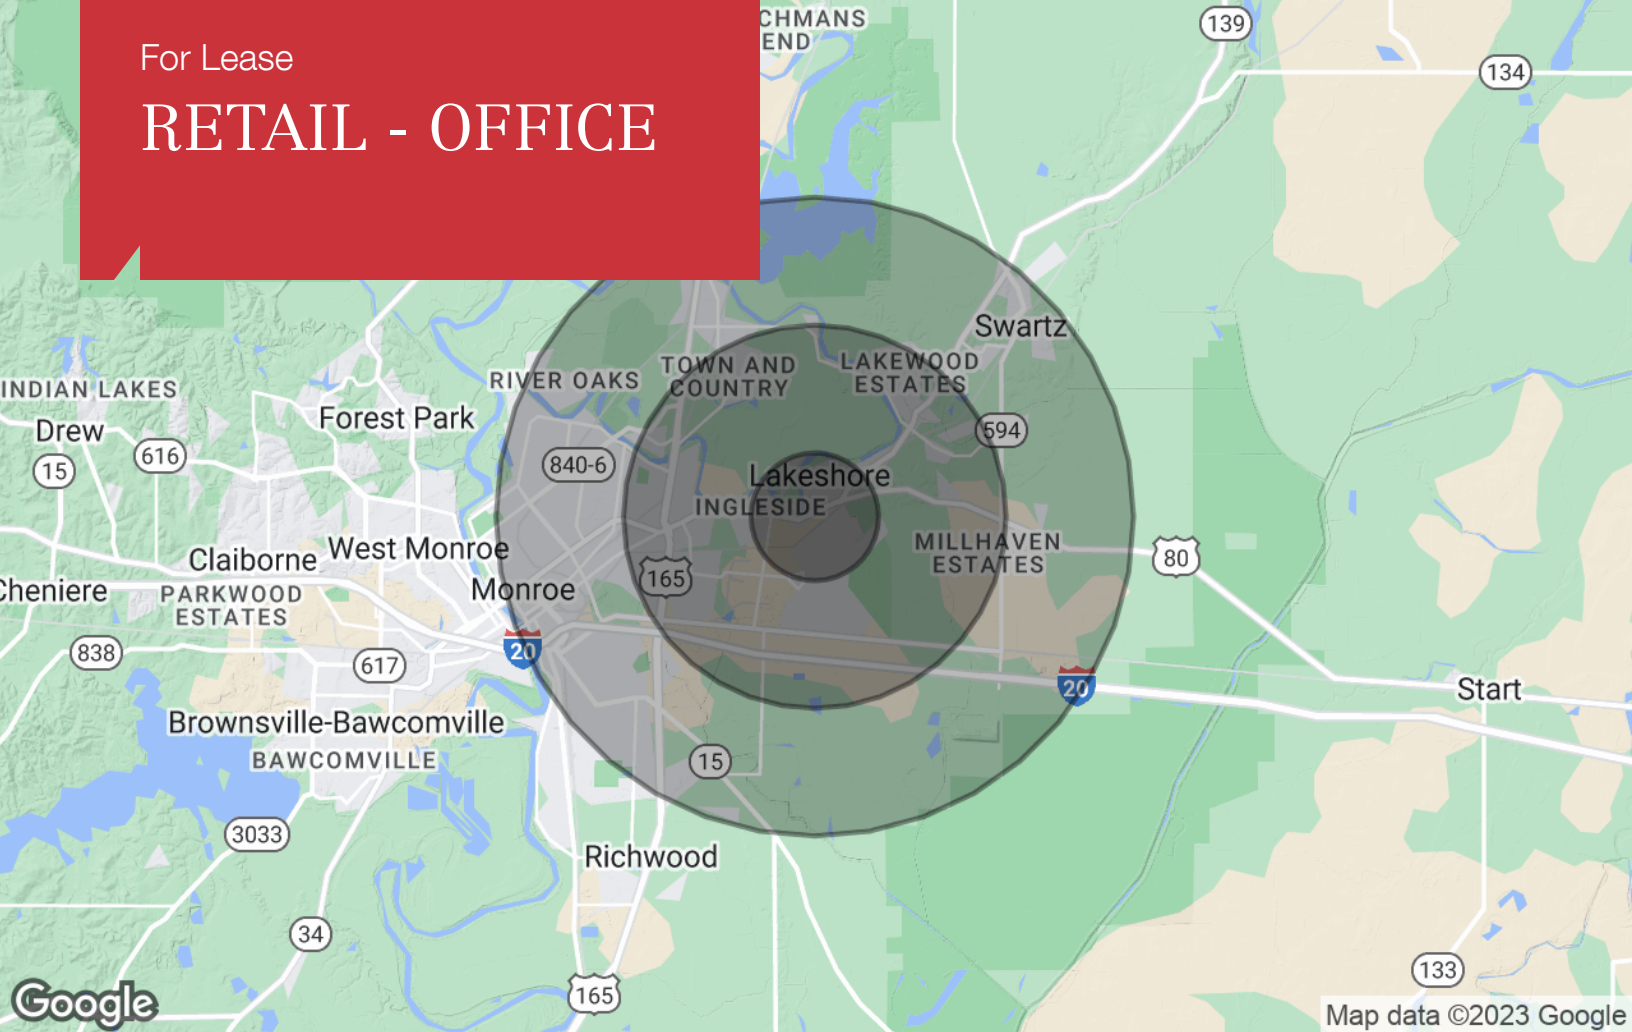 For Lease
RETAIL - OFFICE
CHMANS
END
139
134
Swartz
TOWN AND
COUNTRY
LAKEWOOD
ESTATES
RIVER OAKS
INDIAN LAKES
Forest Park
Drew
616
15
594
840-6
Lakeshore
INGLESIDE
MILLHAVEN
ESTATES
80
Claiborne
West Monroe
165
Monroe
Cheniere
PARKWOOD
ESTATES
838
617
20
20
Start
Brownsville-Bawcomville
BAWCOMVILLE
15
3033
Richwood
34
133
165
Google
Map data ©2023 Google